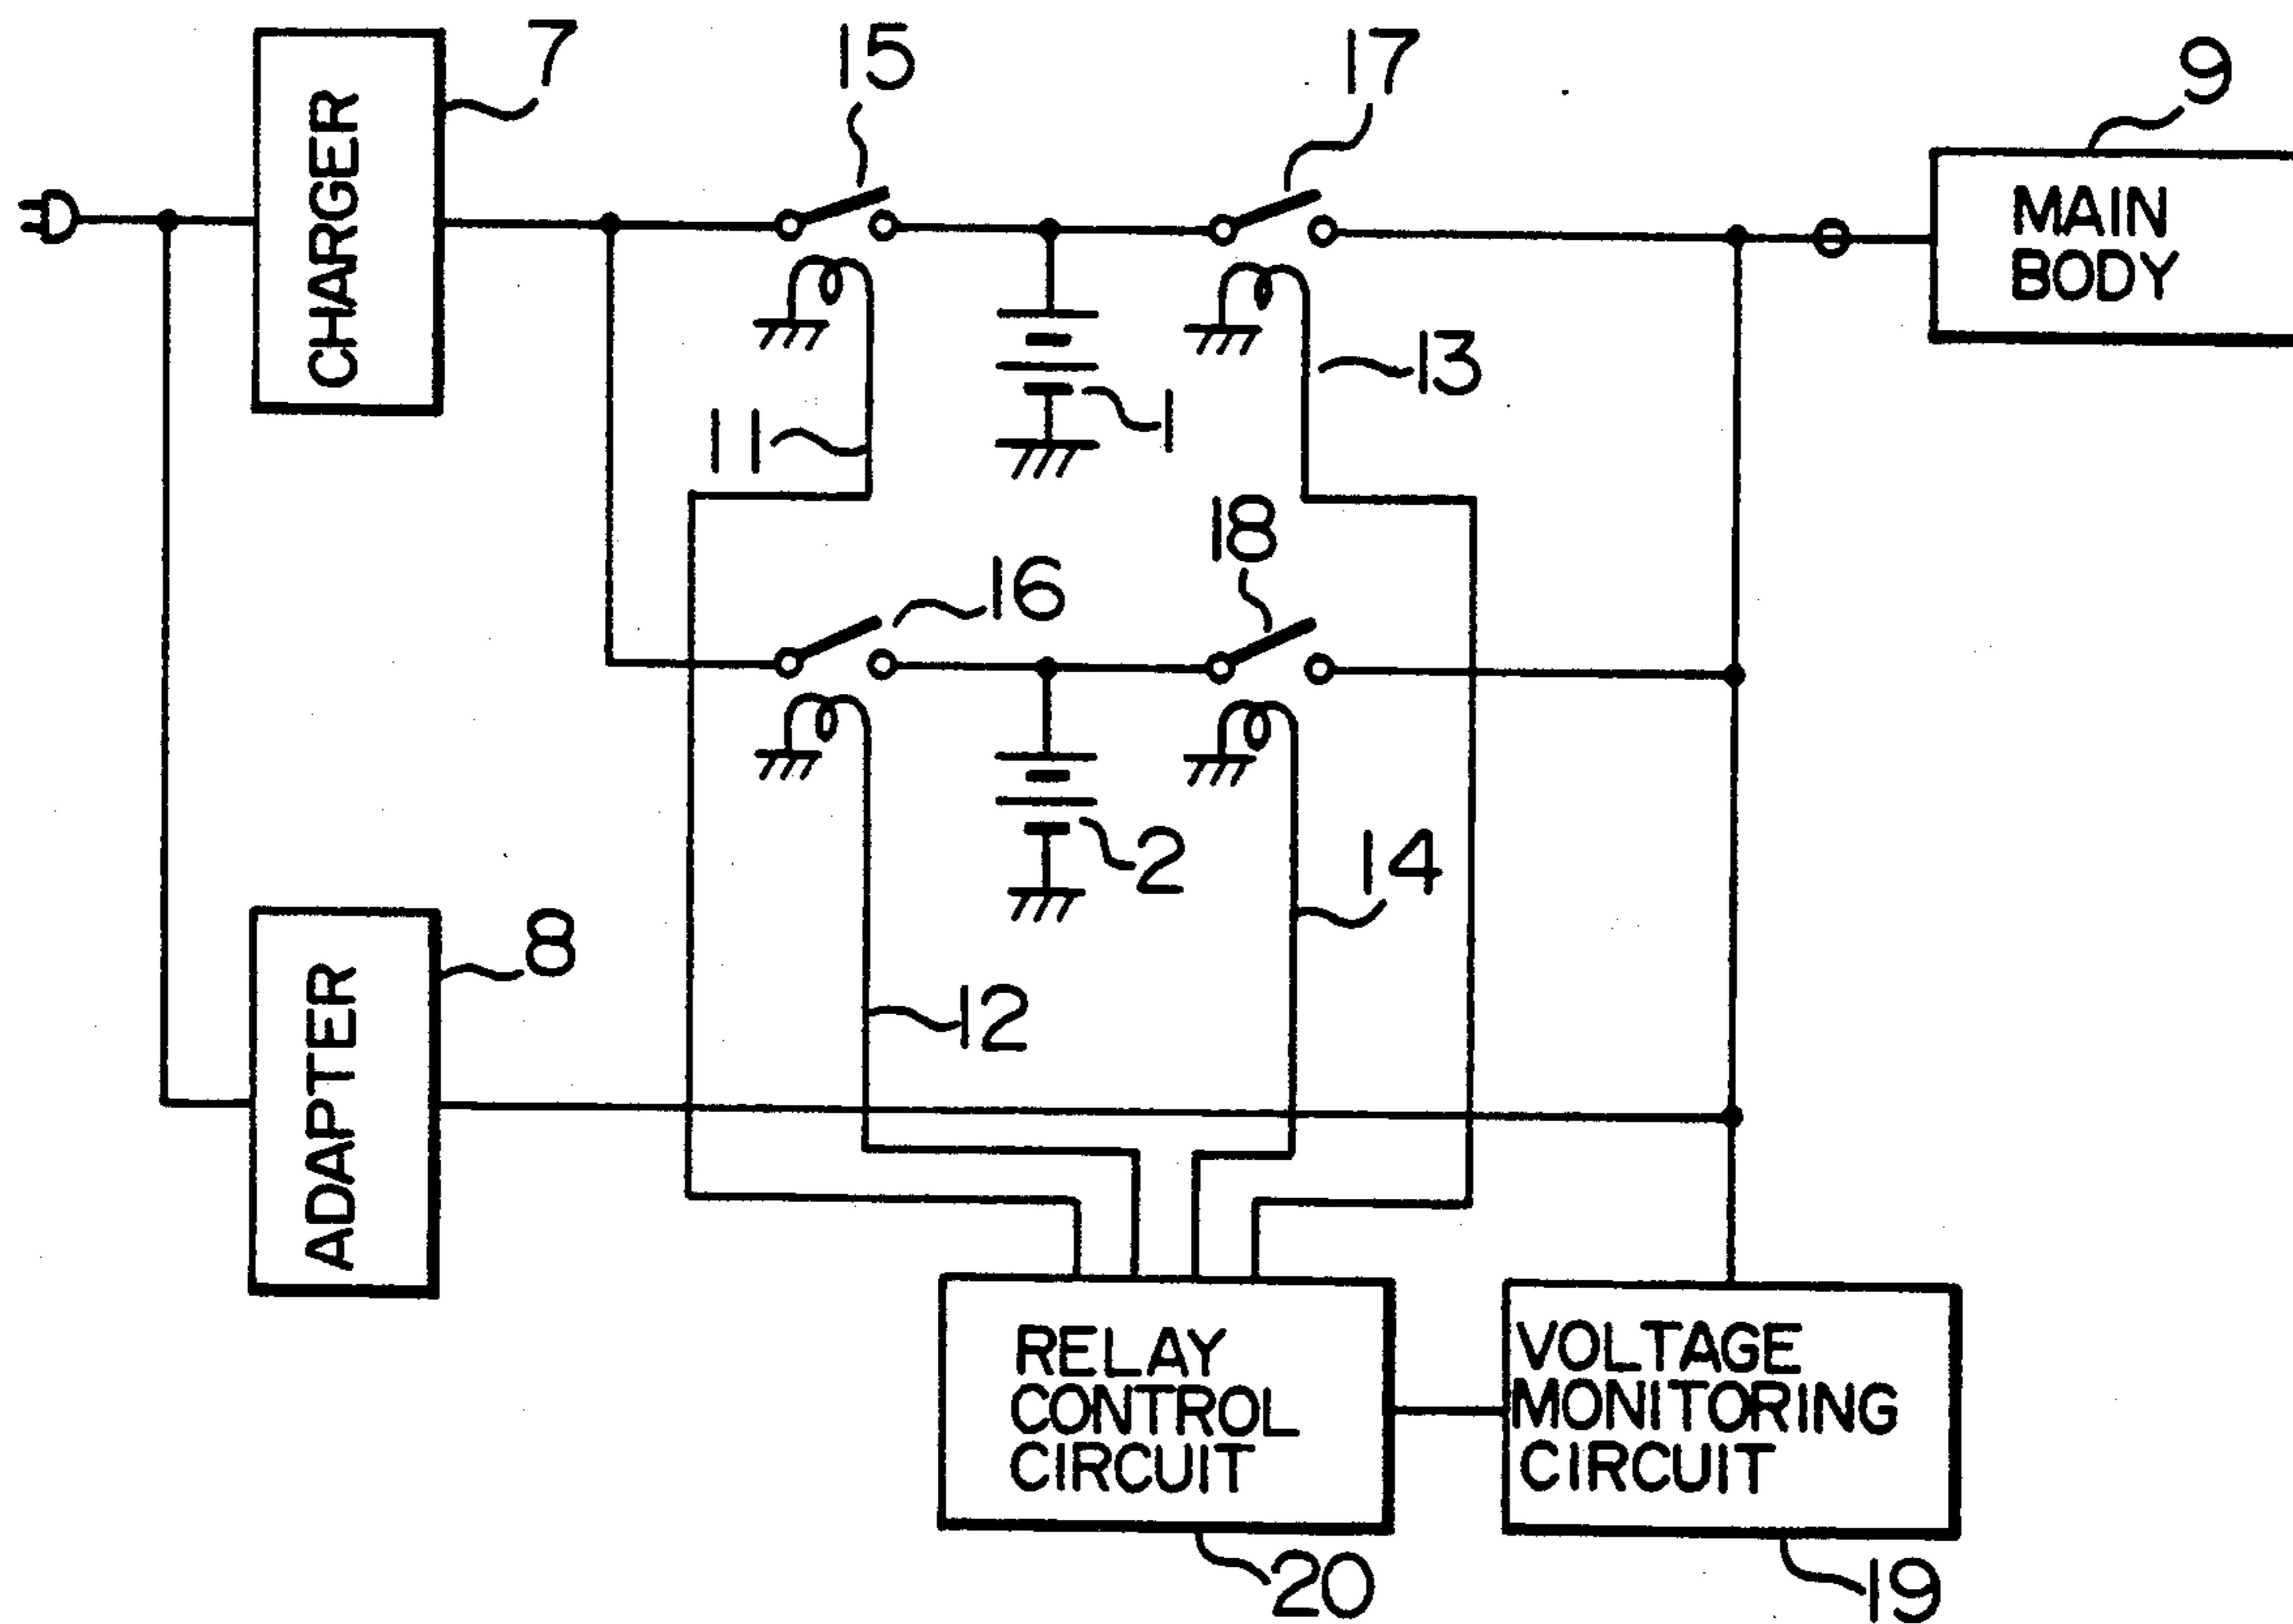 7
15
17
9
CHARGER
MAIN
BODY
13
11
1
18
16
2
14
8
12
ADAPTER
RELAY
CONTROL
CIRCUIT
VOLTAGE
MONITORING
CIRCUIT
20
19